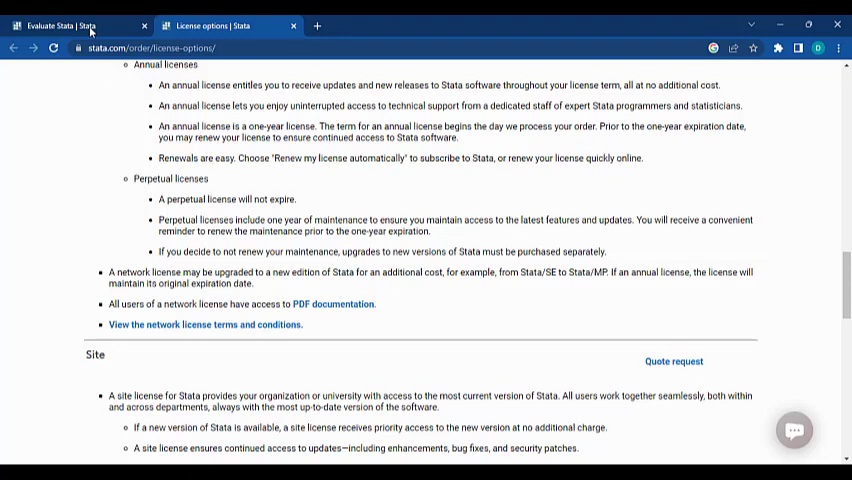 Evaluate Stata | Stata
License options | Stata
stata.com/order/license-options/
D
Annual licenses
An annual license entitles you to receive updates and new releases to Stata software throughout your license term, all at no additional cost.
An annual license lets you enjoy uninterrupted access to technical support from a dedicated staff of expert Stata programmers and statisticians.
An annual license is a one-year license. The term for an annual license begins the day we process your order. Prior to the one-year expiration date,
you may renew your license to ensure continued access to Stata software.
Renewals are easy. Choose "Renew my license automatically" to subscribe to Stata, or renew your license quickly online.
Perpetual licenses
A perpetual license will not expire.
Perpetual licenses include one year of maintenance to ensure you maintain access to the latest features and updates. You will receive a convenient
reminder to renew the maintenance prior to the one-year expiration.
If you decide to not renew your maintenance, upgrades to new versions of Stata must be purchased separately.
A network license may be upgraded to a new edition of Stata for an additional cost, for example, from Stata/SE to Stata/MP. If an annual license, the license will
maintain its original expiration date.
All users of a network license have access to PDF documentation.
View the network license terms and conditions.
Site
Quote request
A site license for Stata provides your organization or university with access to the most current version of Stata. All users work together seamlessly, both within
and across departments, always with the most up-to-date version of the software.
If a new version of Stata is available, a site license receives priority access to the new version at no additional charge.
A site license ensures continued access to updates—including enhancements, bug fixes, and security patches.